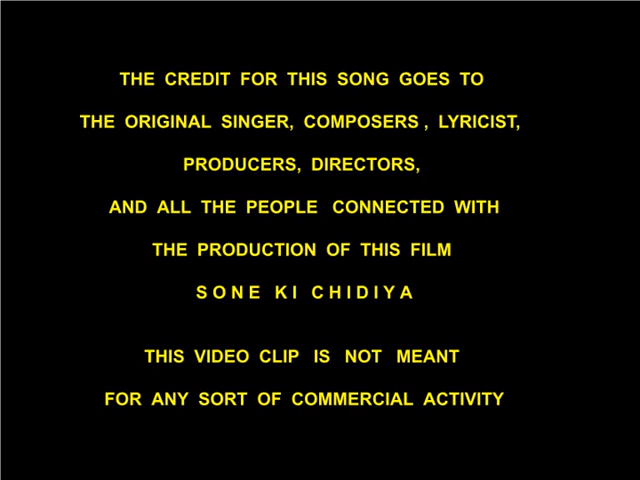 THE CREDIT FOR THIS SONG GOES TO
THE ORIGINAL SINGER, COMPOSERS , LYRICIST,
PRODUCERS, DIRECTORS,
AND ALL THE PEOPLE CONNECTED WITH
THE PRODUCTION OF THIS FILM
S O N E K I C H I D I Y A
THIS VIDEO CLIP IS NOT MEANT
FOR ANY SORT OF COMMERCIAL ACTIVITY